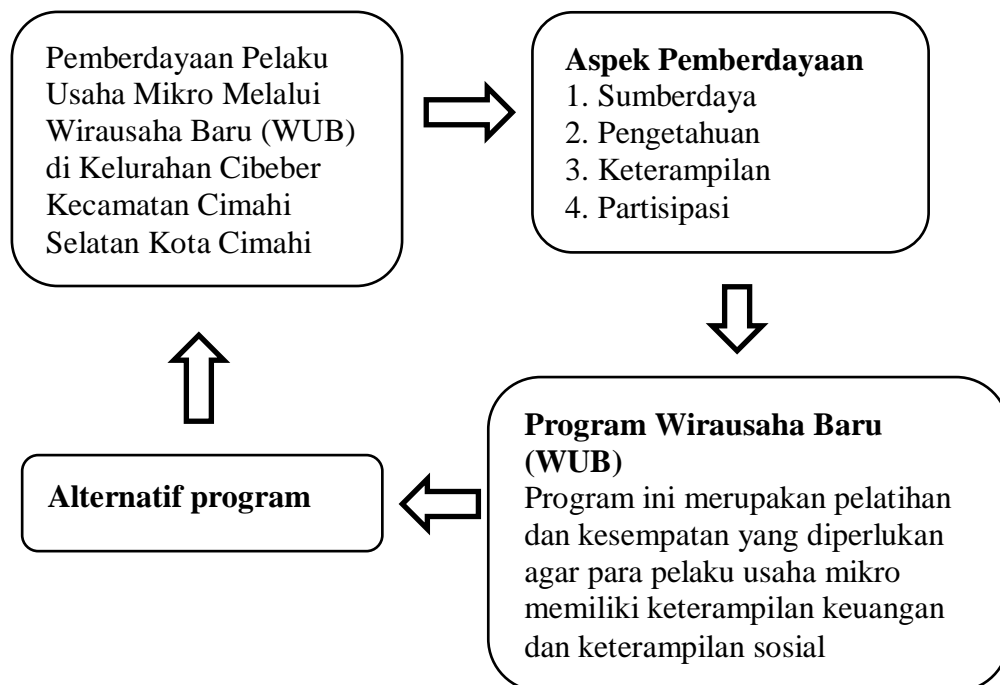 Pemberdayaan Pelaku
Usaha Mikro Melalui
Wirausaha Baru (WUB)
di Kelurahan Cibeber
Kecamatan Cimahi
Selatan Kota Cimahi
Aspek Pemberdayaan
1. Sumberdaya
2. Pengetahuan
3. Keterampilan
4. Partisipasi
Program Wirausaha Baru
(WUB)
Program ini merupakan pelatihan
dan kesempatan yang diperlukan
agar para pelaku usaha mikro
memiliki keterampilan keuangan
dan keterampilan sosial
Alternatif program